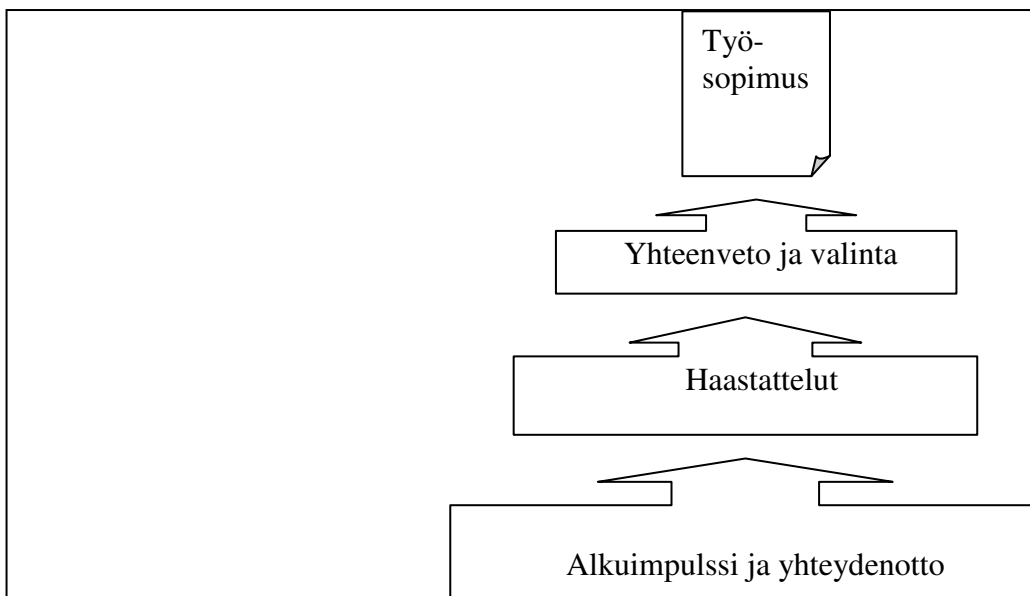 Työ-
sopimus
Yhteenveto ja valinta
Haastattelut
Alkuimpulssi ja yhteydenotto